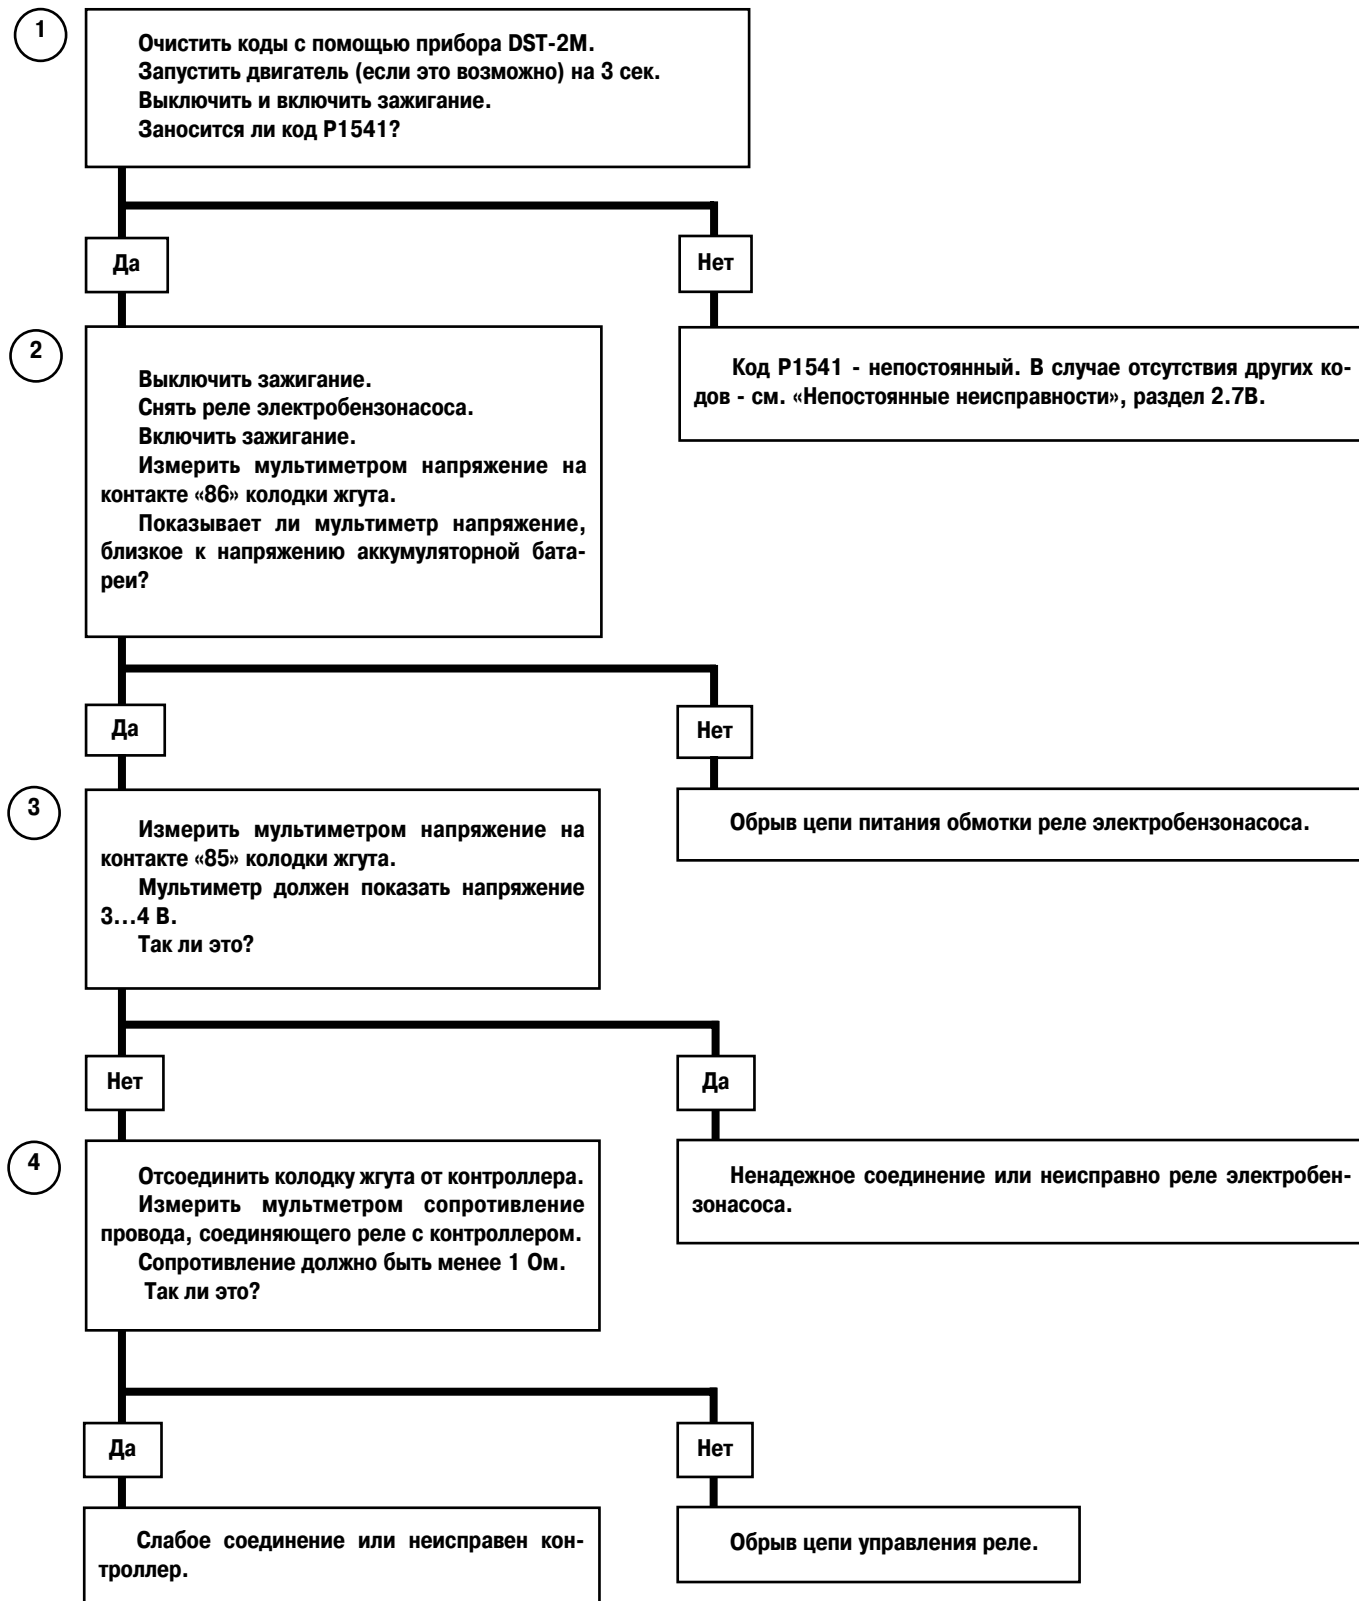 1
Очистить коды с помощью прибора DST-2М.
Запустить двигатель (если это возможно) на 3 сек.
Выключить и включить зажигание.
Заносится ли код Р1541?
Да
Нет
2
Выключить зажигание.
Снять реле электробензонасоса.
Включить зажигание.
Измерить мультиметром напряжение на
контакте «86» колодки жгута.
Показывает ли мультиметр напряжение,
близкое к напряжению аккумуляторной бата-
реи?
Код Р1541 - непостоянный. В случае отсутствия других ко-
дов - см. «Непостоянные неисправности», раздел 2.7В.
Да
Нет
3
Измерить мультиметром напряжение на
контакте «85» колодки жгута.
Мультиметр должен показать напряжение
3...4 В.
Так ли это?
Обрыв цепи питания обмотки реле электробензонасоса.
Нет
Да
4
Отсоединить колодку жгута от контроллера.
Измерить мультметром сопротивление
провода, соединяющего реле с контроллером.
Сопротивление должно быть менее 1 Ом.
Так ли это?
Ненадежное соединение или неисправно реле электробен-
зонасоса.
Да
Нет
Слабое соединение или неисправен кон-
троллер.
Обрыв цепи управления реле.